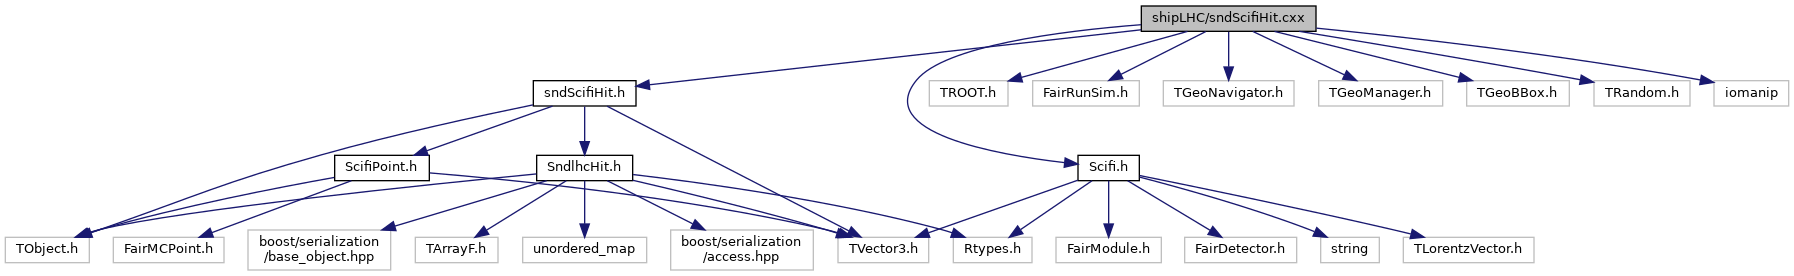 shipLHC/sndScifiHit.cxx
sndScifiHit.h
TROOT.h
FairRunSim.h
TGeoNavigator.h
TGeoManager.h
TGeoBBox.h
TRandom.h
iomanip
ScifiPoint.h
SndlhcHit.h
Scifi.h
TObject.h
FairMCPoint.h
boost/serialization
/base_object.hpp
TArrayF.h
unordered_map
boost/serialization
/access.hpp
TVector3.h
Rtypes.h
FairModule.h
FairDetector.h
string
TLorentzVector.h